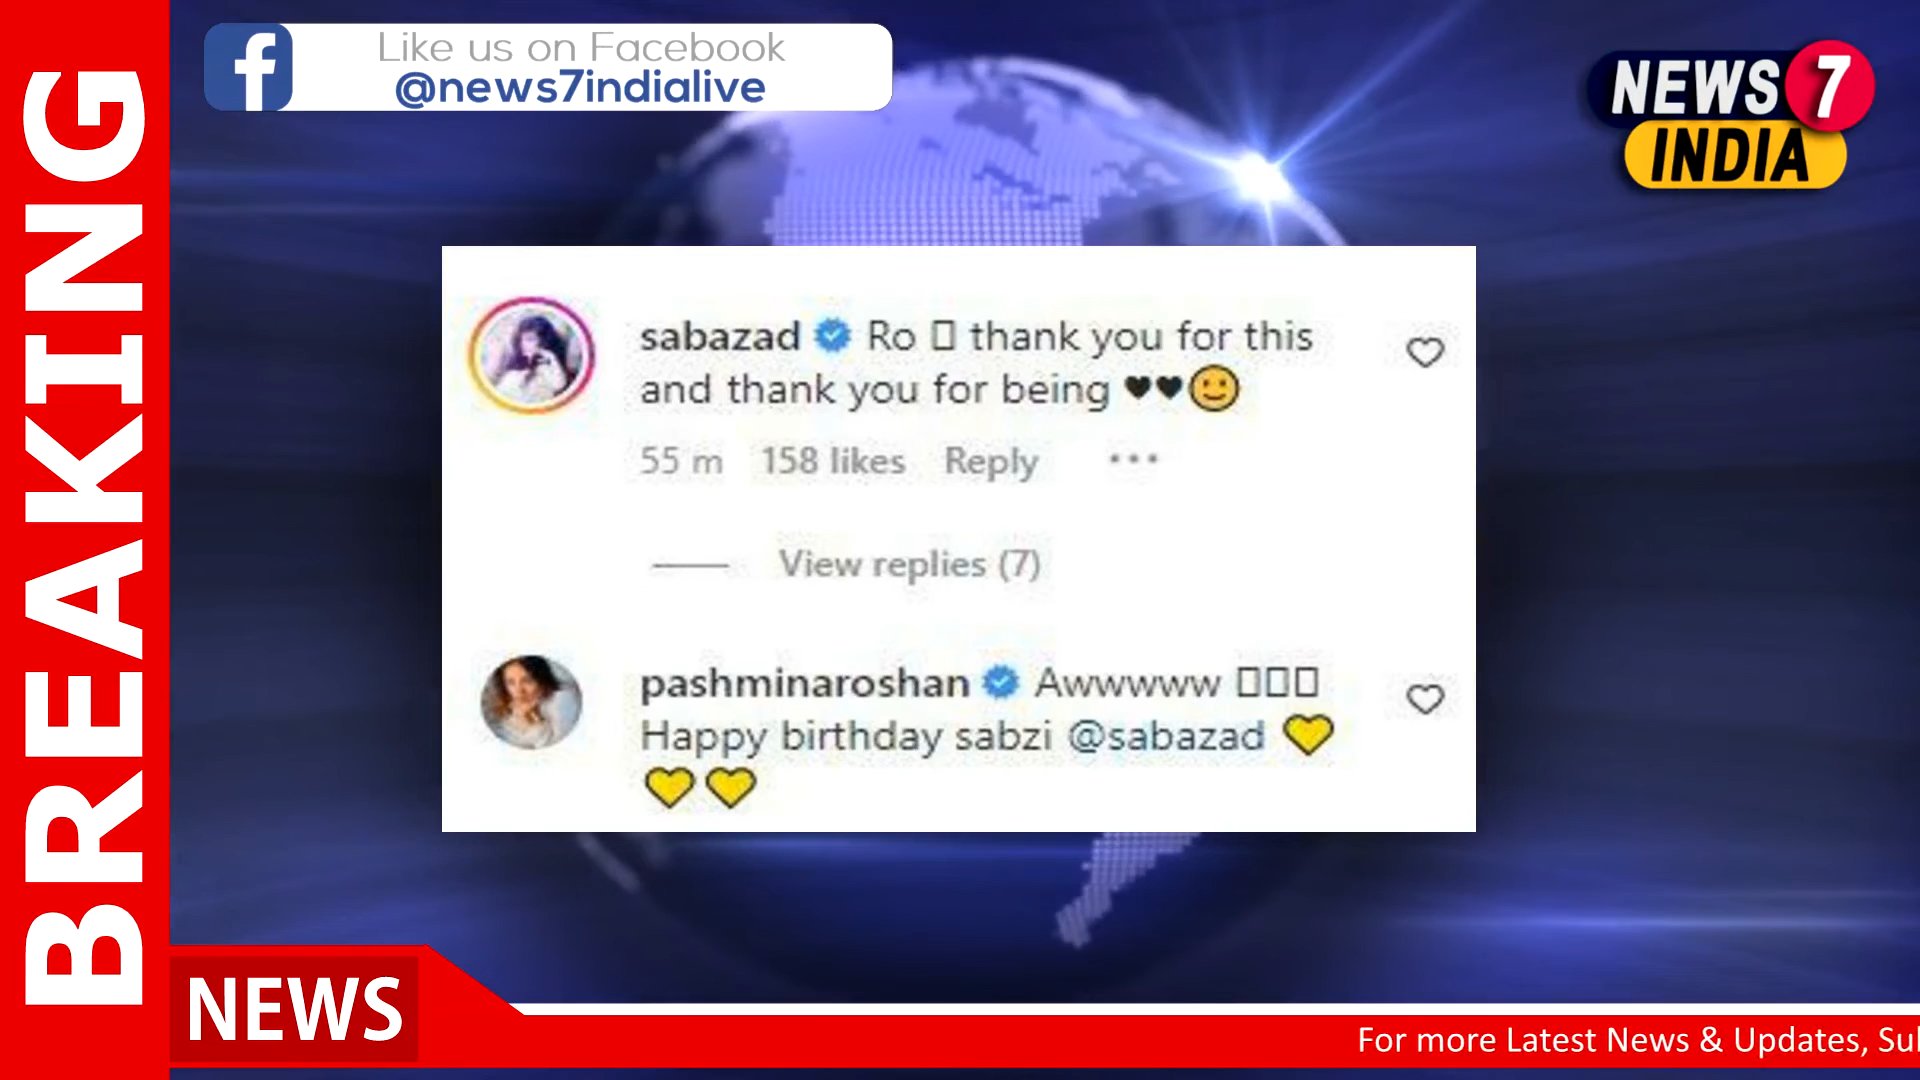 BREAKING
Like us on Facebook
@news7indialive
NEWS 7
INDIA
sabazad Ro thank you for this
and thank you for being 🖤🖤🙂
55 m 158 likes Reply ...
View replies (7)
pashminaroshan Awwwww
Happy birthday sabzi @sabazad 💛
💛💛
NEWS
For more Latest News & Updates,